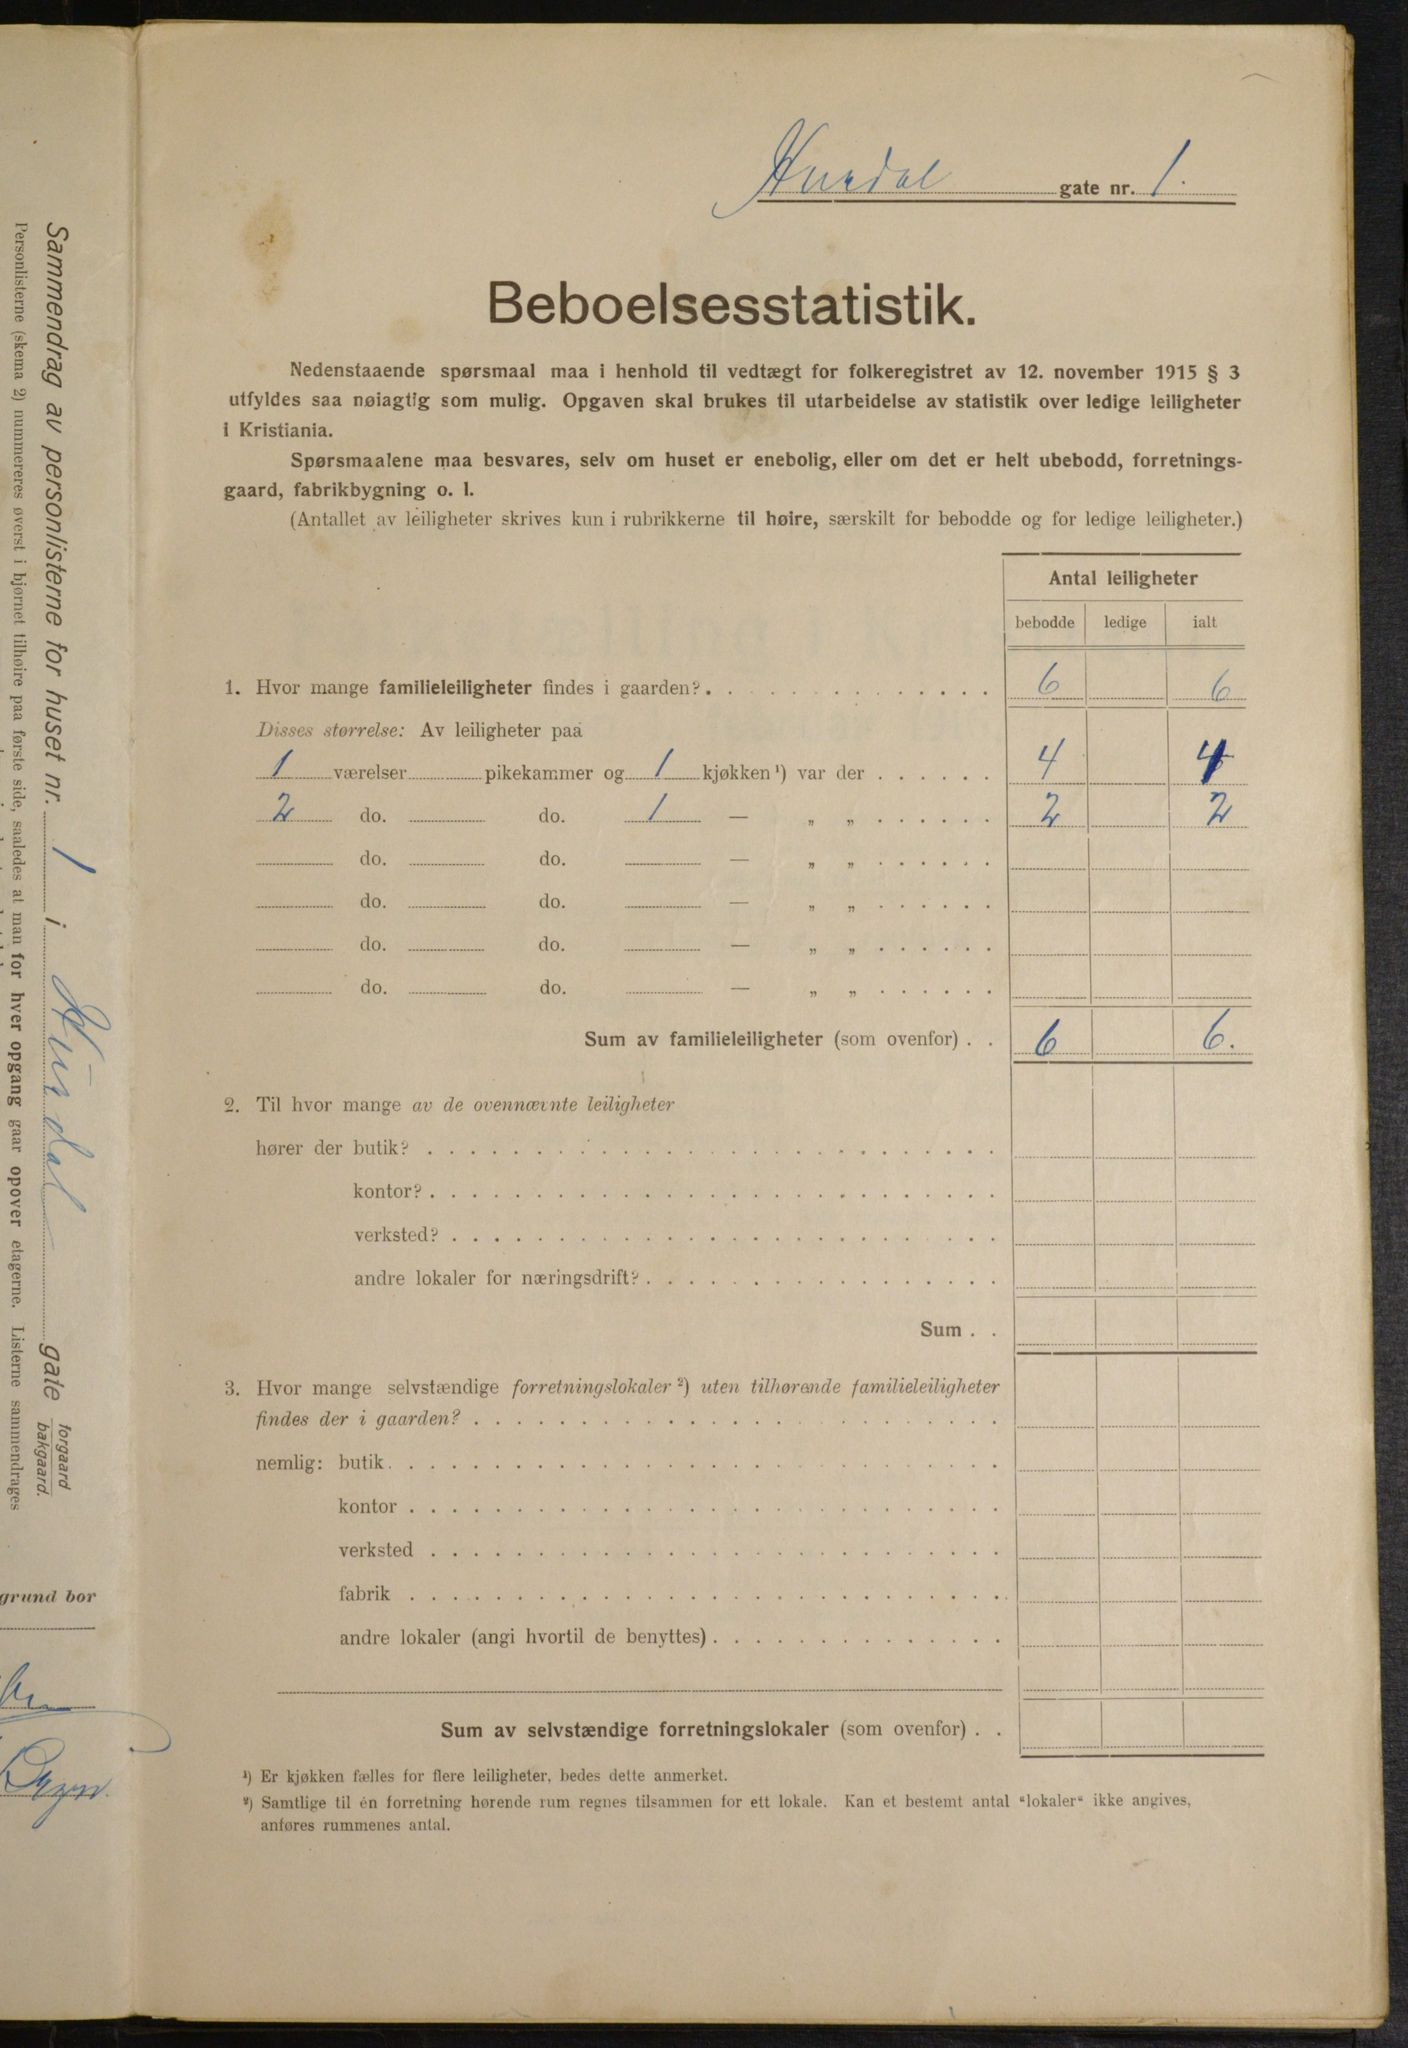 Hurdal gate nr. 1.
Beboelsesstatistik.
Nedenstaaende spørsmaal maa i henhold til vedtægt for folkeregistret av 12. november 1915 § 3
utfyldes saa nøiagtig som mulig. Opgaven skal brukes til utarbeidelse av statistik over ledige leiligheter
i Kristiania.
Spørsmaalene maa besvares, selv om huset er enebolig, eller om det er helt ubebodd, forretnings-
gaard, fabrikbygning o. l.
(Antallet av leiligheter skrives kun i rubrikkerne til høire, særskilt for bebodde og for ledige leiligheter.)
Antal leiligheter
bebodde ledige ialt
1. Hvor mange familieleiligheter findes i gaarden? . . . . . . . . . . . . . 6 6
Disses størrelse: Av leiligheter paa
1 værelser pikekammer og 1 kjøkken ¹) var der . . . . . . 4 4
2 do. do. 1 — „ „ . . . . . . 2 2
do. do. — „ „ . . . . . .
do. do. — „ „ . . . . . .
do. do. — „ „ . . . . . .
do. do. — „ „ . . . . . .
Sum av familieleiligheter (som ovenfor) . . 6 6.
2. Til hvor mange av de ovennævnte leiligheter
hører der butik? . . . . . . . . . . . . . . . . . . . . . . . . . . .
kontor? . . . . . . . . . . . . . . . . . . . . . . . . . . .
verksted? . . . . . . . . . . . . . . . . . . . . . . . . . .
andre lokaler for næringsdrift? . . . . . . . . . . . . . . . . .
Sum . .
3. Hvor mange selvstændige forretningslokaler ²) uten tilhørende familieleiligheter
findes der i gaarden? . . . . . . . . . . . . . . . . . . . . . . . . .
nemlig: butik . . . . . . . . . . . . . . . . . . . . . . . . . . . . .
kontor . . . . . . . . . . . . . . . . . . . . . . . . . . . .
verksted . . . . . . . . . . . . . . . . . . . . . . . . . . .
fabrik . . . . . . . . . . . . . . . . . . . . . . . . . . . .
andre lokaler (angi hvortil de benyttes) . . . . . . . . . . . . . .
Sum av selvstændige forretningslokaler (som ovenfor) . .
¹) Er kjøkken fælles for flere leiligheter, bedes dette anmerket.
²) Samtlige til én forretning hørende rum regnes tilsammen for ett lokale. Kan et bestemt antal “lokaler“ ikke angives,
anføres rummenes antal.
Sammendrag av personlisterne for huset nr. 1 i Hurdal gate forgaard bakgaard.
Personlisterne (skema 2) nummereres øverst i hjørnet tilhøire paa første side, saaledes at man for hver opgang gaar opover etagerne. Listerne sammendrages
grund bor